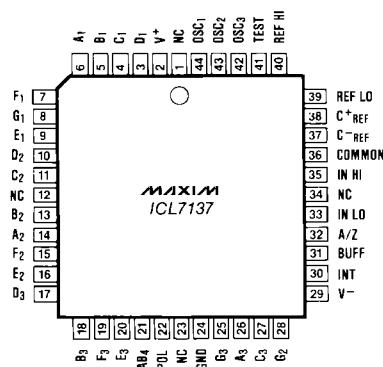 A1 B1 C1 D1 V+ NC OSC1 OSC2 OSC3 TEST REF HI
6 5 4 3 2 1 44 43 42 41 40
F1 7
G1 8
E1 9
D2 10
C2 11
NC 12
B2 13
A2 14
F2 15
E2 16
D3 17
MAXIM
ICL7137
39 REF LO
38 C+REF
37 C-REF
36 COMMON
35 IN HI
34 NC
33 IN LO
32 A/Z
31 BUFF
30 INT
29 V-
18 19 20 21 22 23 24 25 26 27 28
B3 F3 E3 AB4 POL NC GND G3 A3 C3 G2